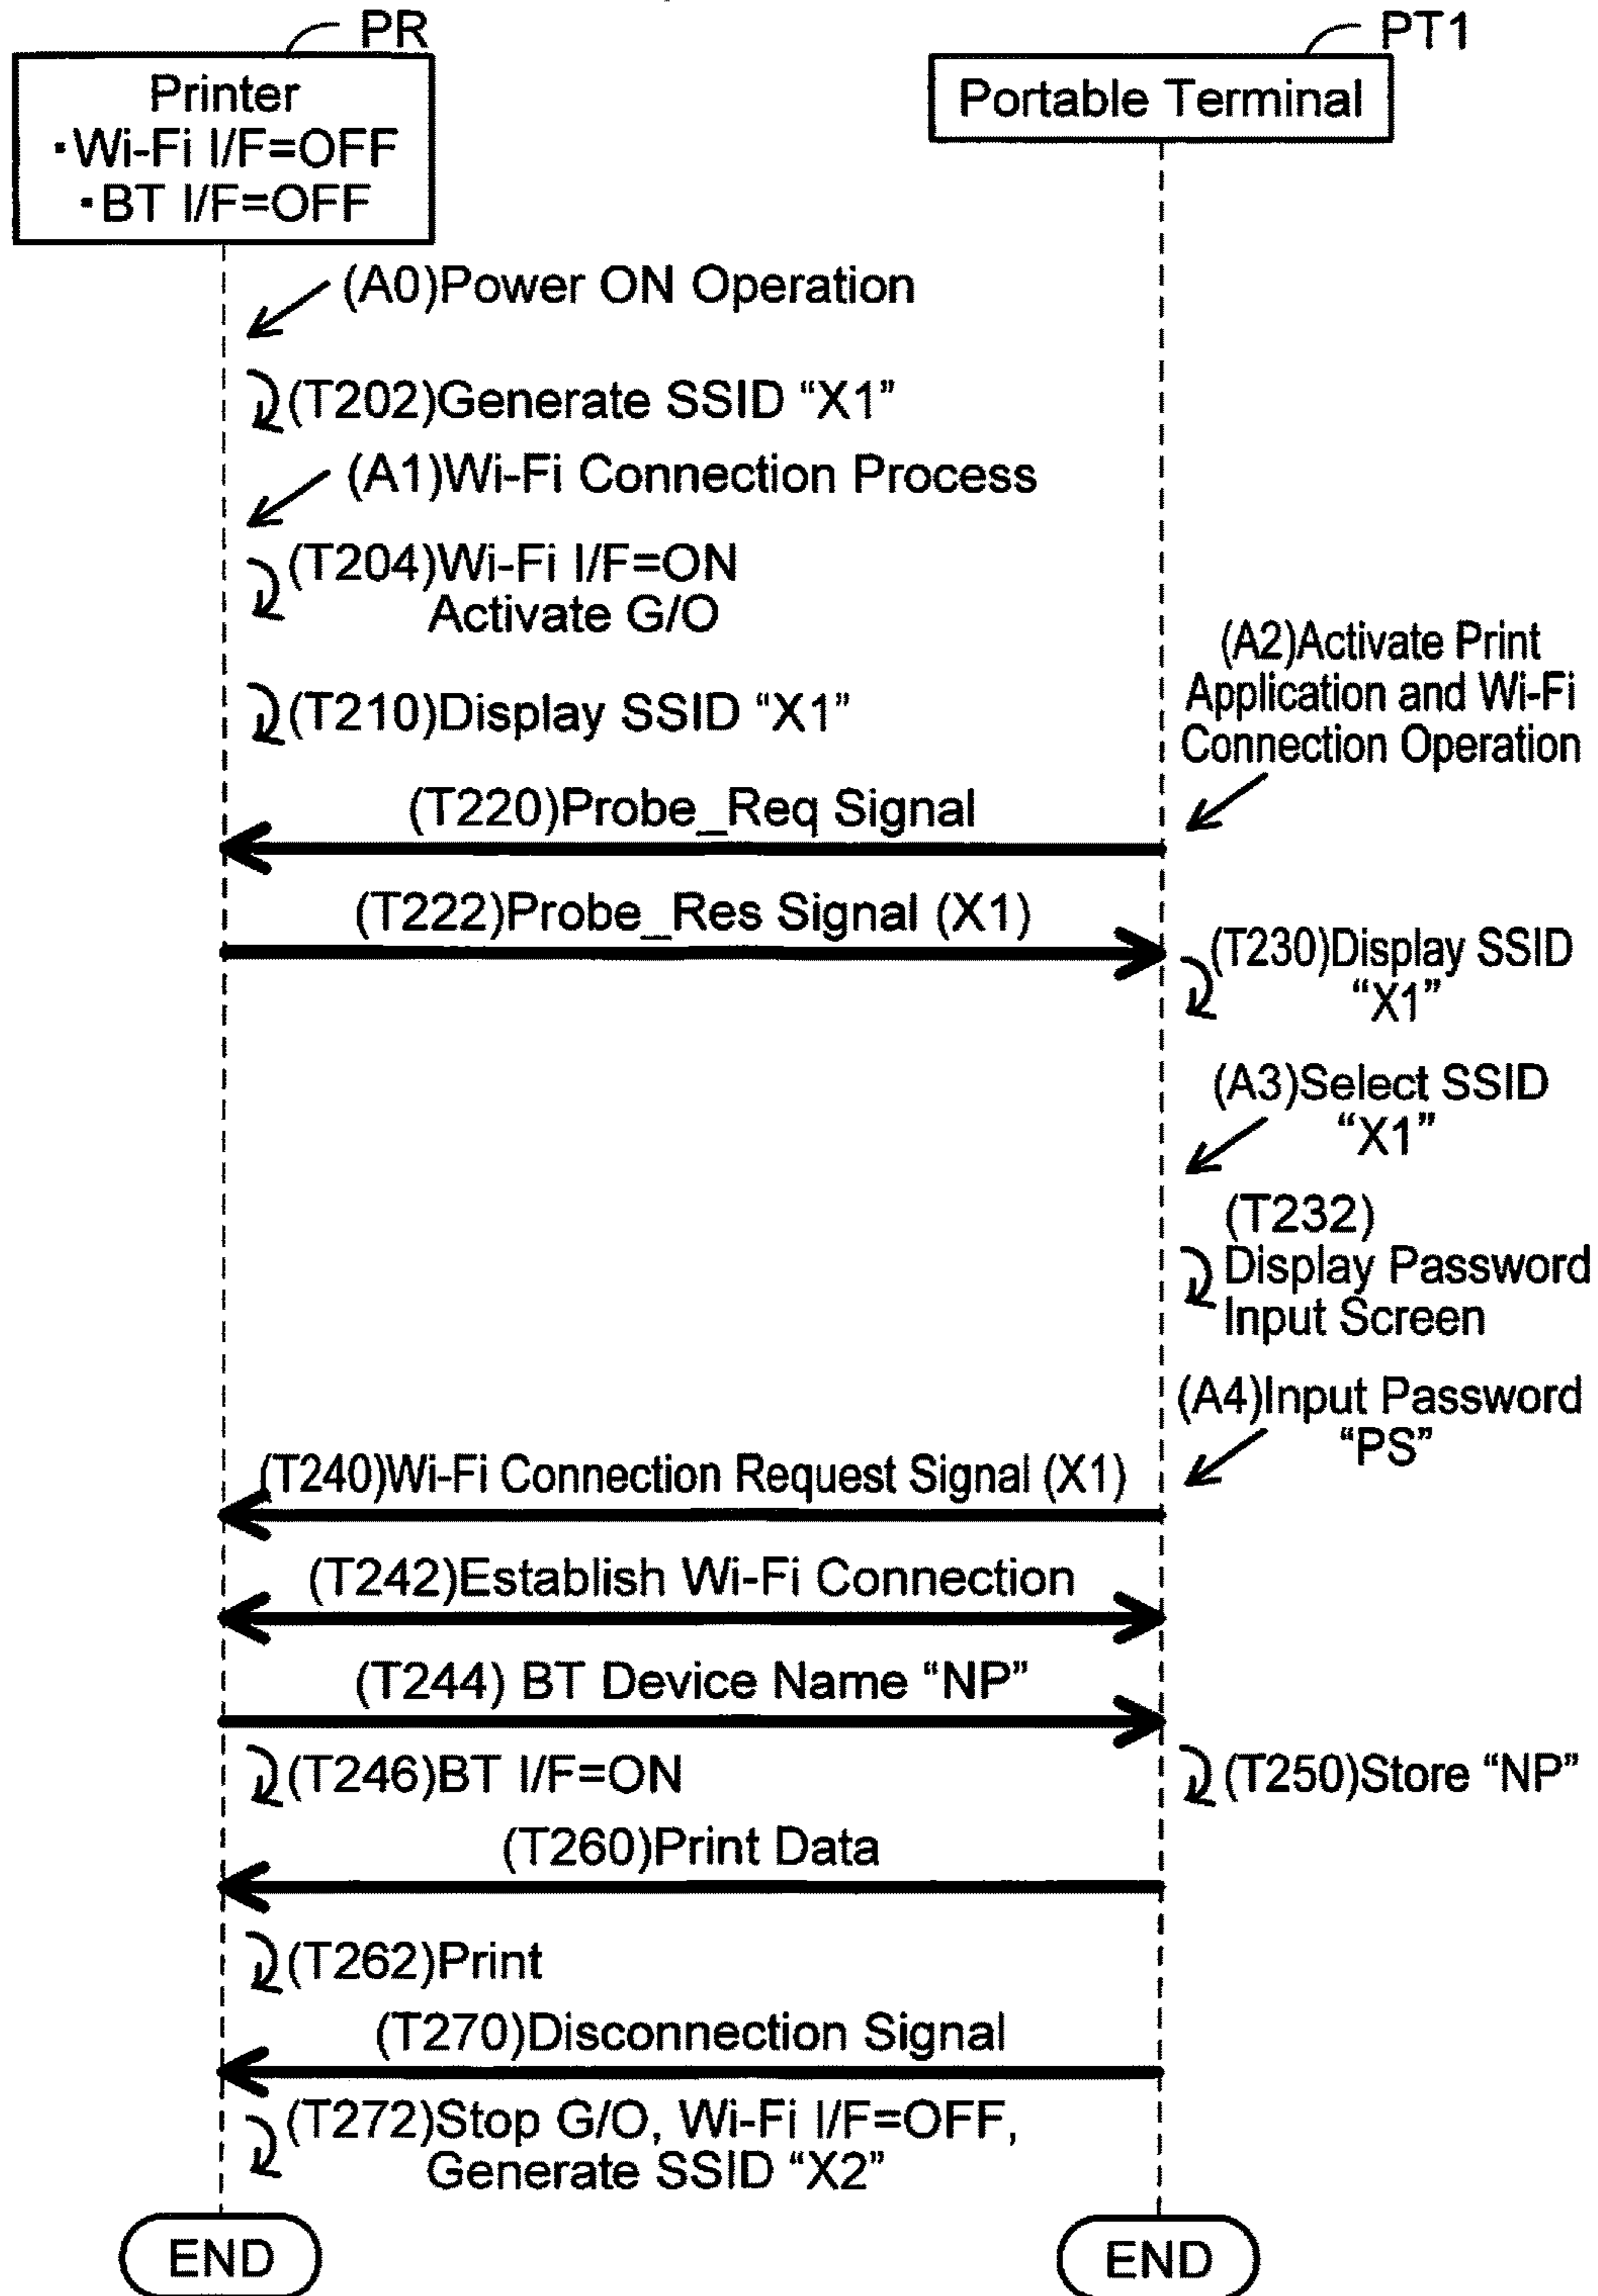 PR
PT1
Printer
・Wi-Fi I/F=OFF
・BT I/F=OFF
Portable Terminal
(A0)Power ON Operation
(T202)Generate SSID “X1”
(A1)Wi-Fi Connection Process
(T204)Wi-Fi I/F=ON
Activate G/O
(A2)Activate Print
Application and Wi-Fi
Connection Operation
(T210)Display SSID “X1”
(T220)Probe_Req Signal
(T222)Probe_Res Signal (X1)
(T230)Display SSID
“X1”
(A3)Select SSID
“X1”
(T232)
Display Password
Input Screen
(A4)Input Password
“PS”
(T240)Wi-Fi Connection Request Signal (X1)
(T242)Establish Wi-Fi Connection
(T244) BT Device Name “NP”
(T246)BT I/F=ON
(T250)Store “NP”
(T260)Print Data
(T262)Print
(T270)Disconnection Signal
(T272)Stop G/O, Wi-Fi I/F=OFF,
Generate SSID “X2”
END
END